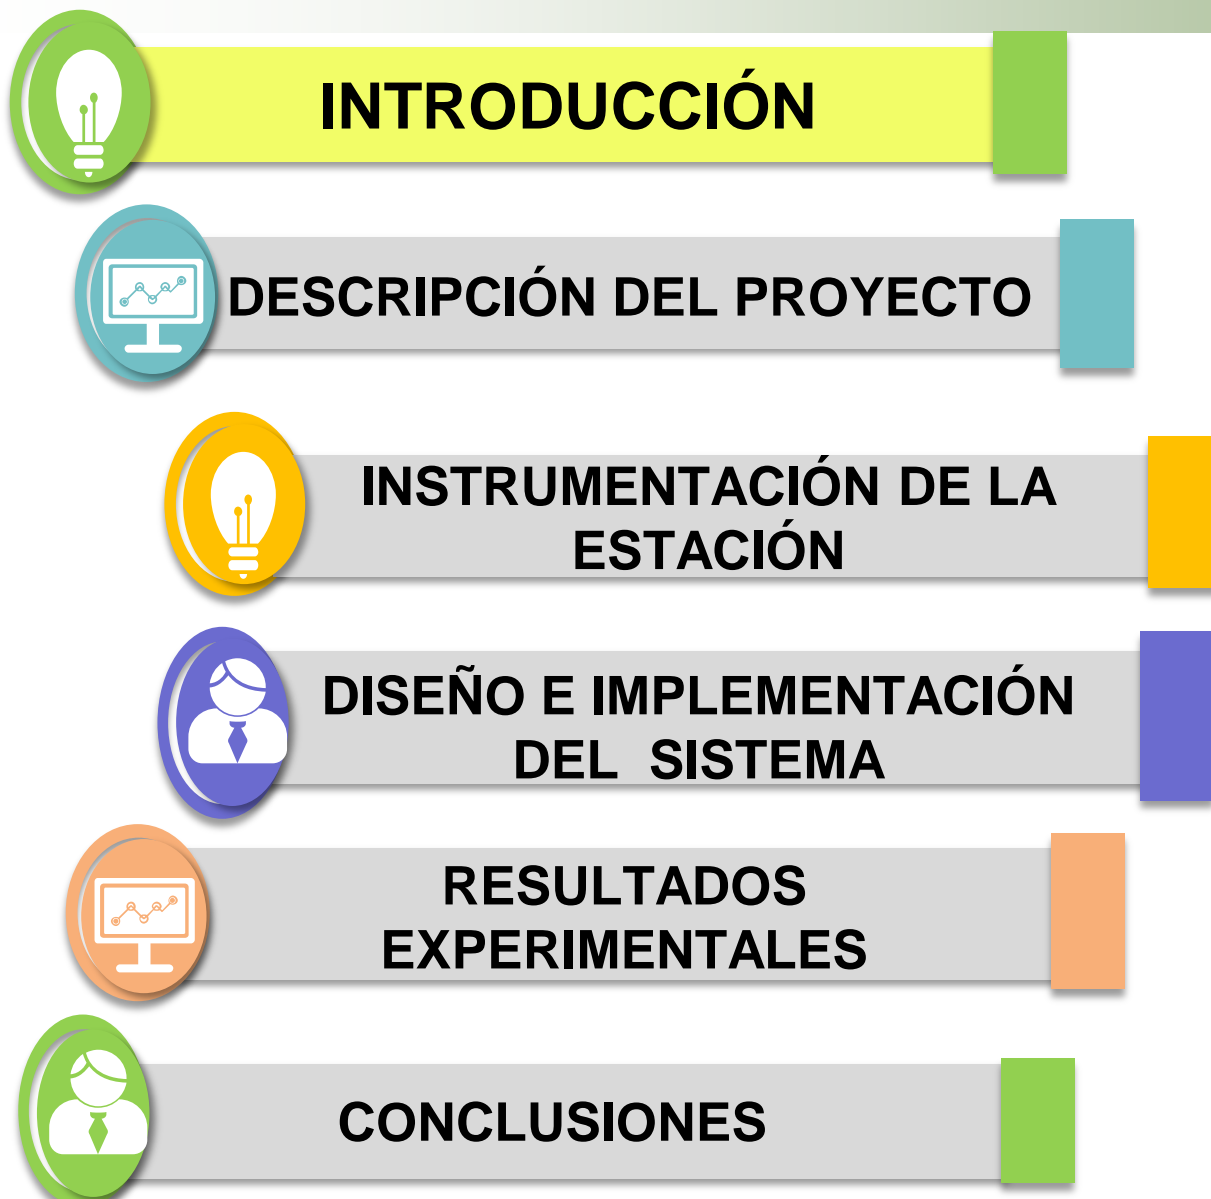 INTRODUCCIÓN
DESCRIPCIÓN DEL PROYECTO
INSTRUMENTACIÓN DE LA
ESTACIÓN
DISEÑO E IMPLEMENTACIÓN
DEL  SISTEMA
RESULTADOS
EXPERIMENTALES
CONCLUSIONES